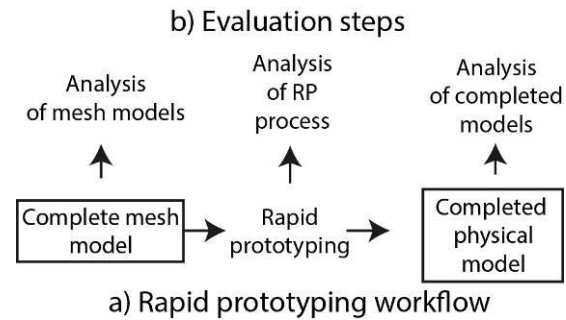 b) Evaluation steps
Analysis
of mesh models
Analysis
of RP
process
Analysis
of completed
models
Complete mesh
model
Rapid
prototyping
Completed
physical
model
a) Rapid prototyping workflow